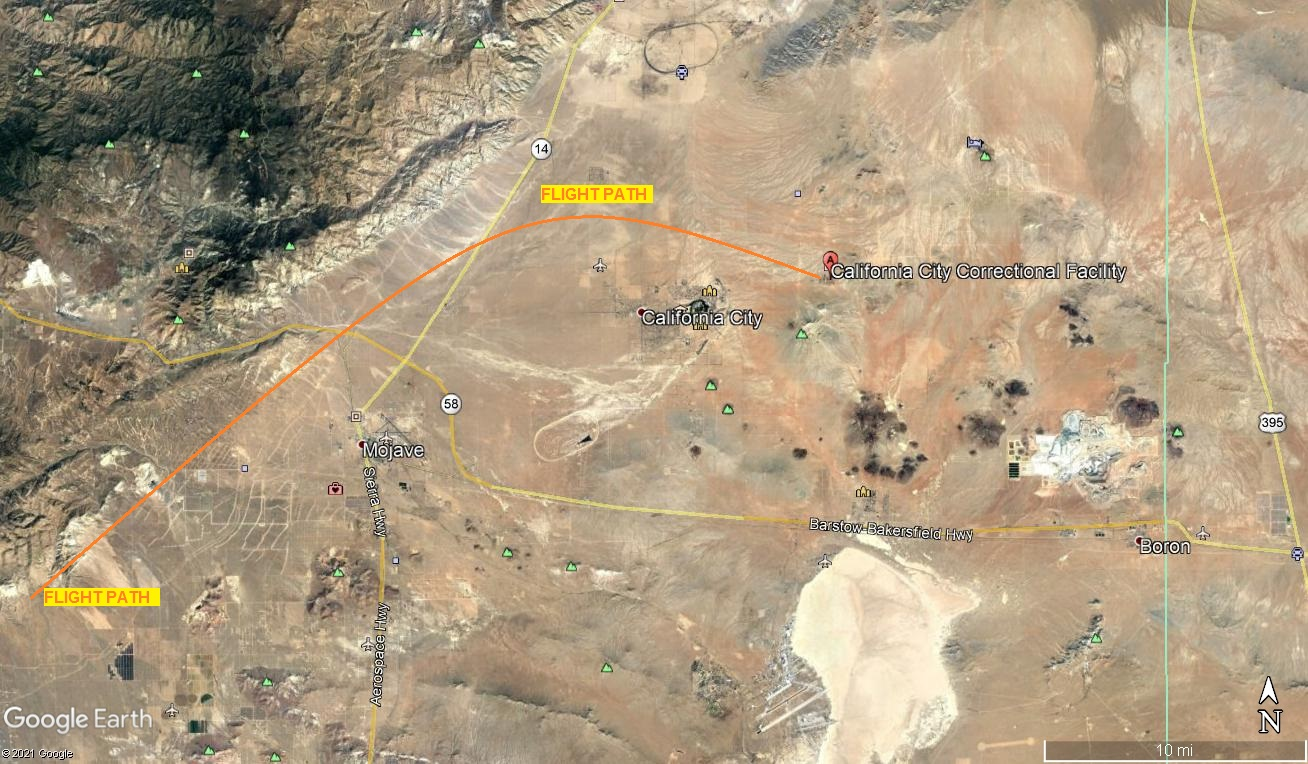 14
FLIGHT PATH
A
California City Correctional Facility
California City
58
395
Mojave
Sierra Hwy
Barstow-Bakersfield Hwy
Boron
FLIGHT PATH
Aerospace Hwy
Google Earth
N
© 2021 Google
10 mi